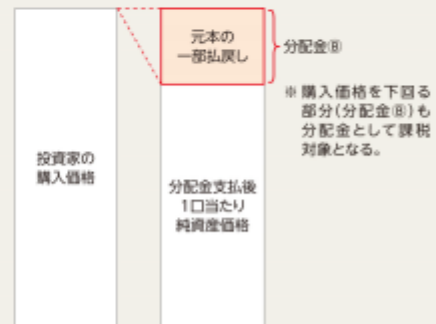 元本の
一部払戻し
分配金Ⓑ
※購入価格を下回る
部分(分配金Ⓑ)も
分配金として課税
対象となる。
投資家の
購入価格
分配金支払後
1口当たり
純資産価格